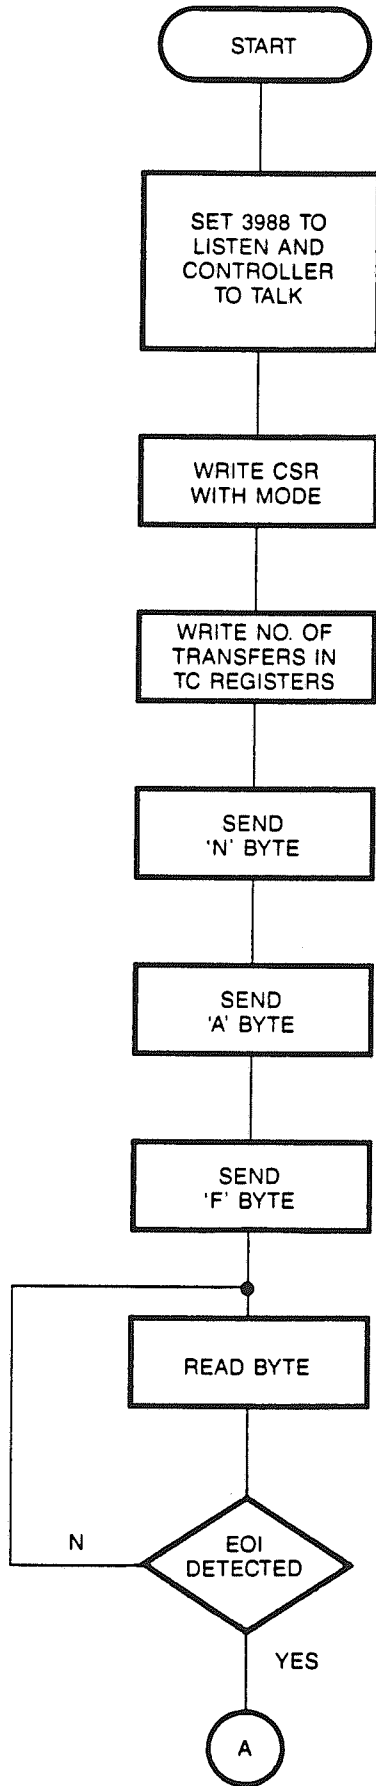 START
SET 3988 TO
LISTEN AND
CONTROLLER
TO TALK
WRITE CSR
WITH MODE
WRITE NO. OF
TRANSFERS IN
TC REGISTERS
SEND
'N' BYTE
SEND
'A' BYTE
SEND
'F' BYTE
READ BYTE
EOI
DETECTED
N
YES
A